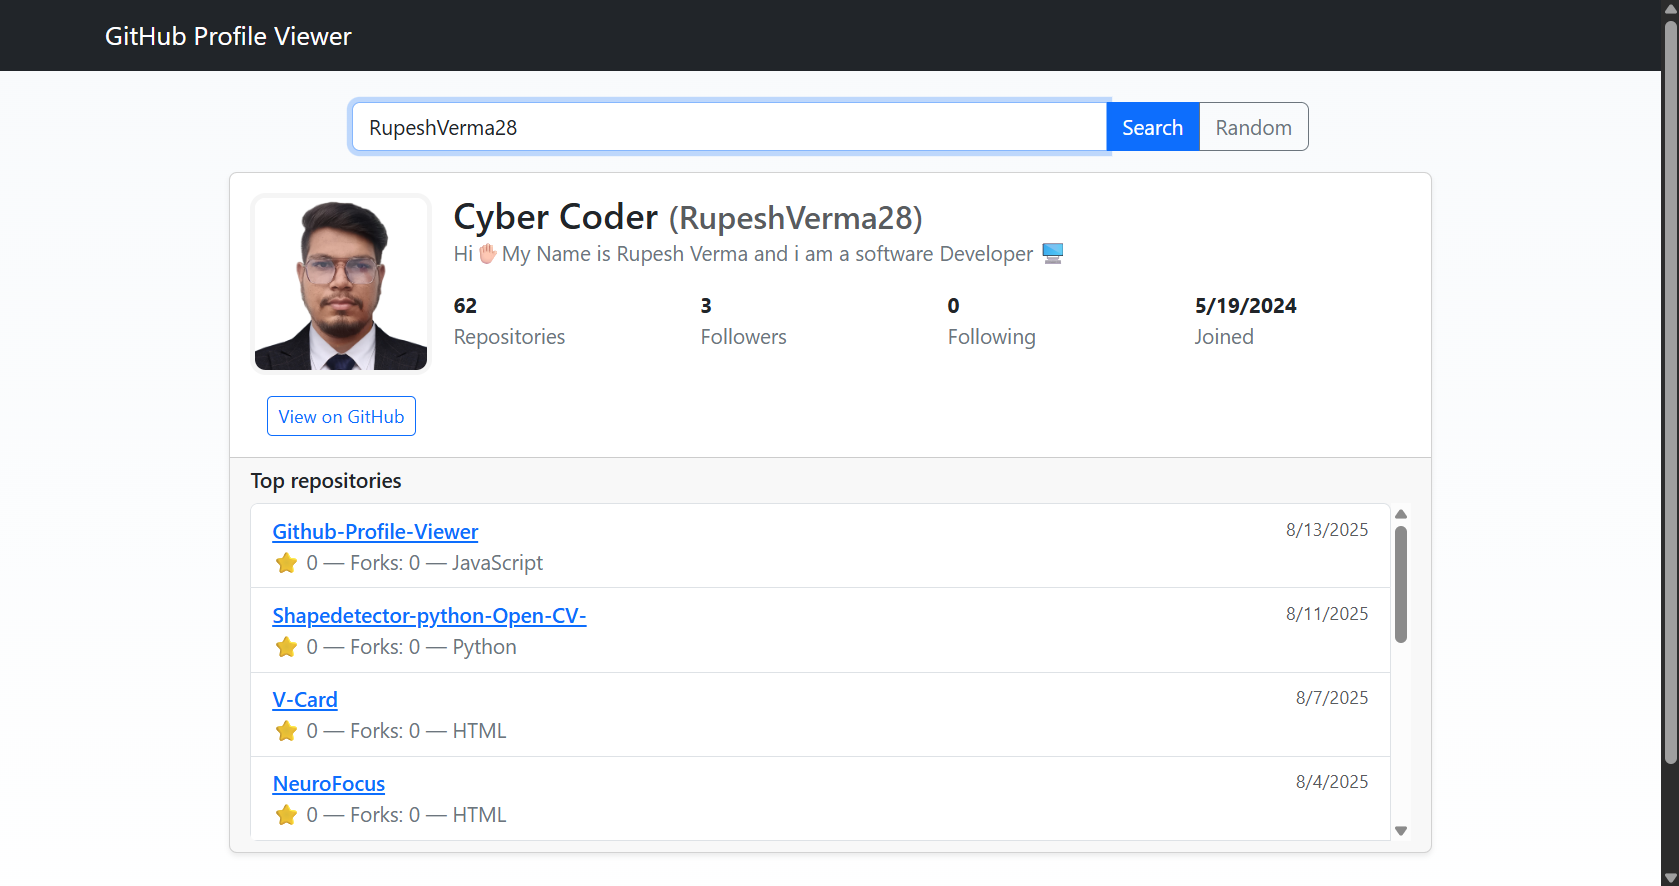 GitHub Profile Viewer
RupeshVerma28 Search Random
Cyber Coder (RupeshVerma28)
Hi🖐️My Name is Rupesh Verma and i am a software Developer 🖥️
62 3 0 5/19/2024
Repositories Followers Following Joined
View on GitHub
Top repositories
Github-Profile-Viewer 8/13/2025
⭐ 0 — Forks: 0 — JavaScript
Shapedetector-python-Open-CV- 8/11/2025
⭐ 0 — Forks: 0 — Python
V-Card 8/7/2025
⭐ 0 — Forks: 0 — HTML
NeuroFocus 8/4/2025
⭐ 0 — Forks: 0 — HTML